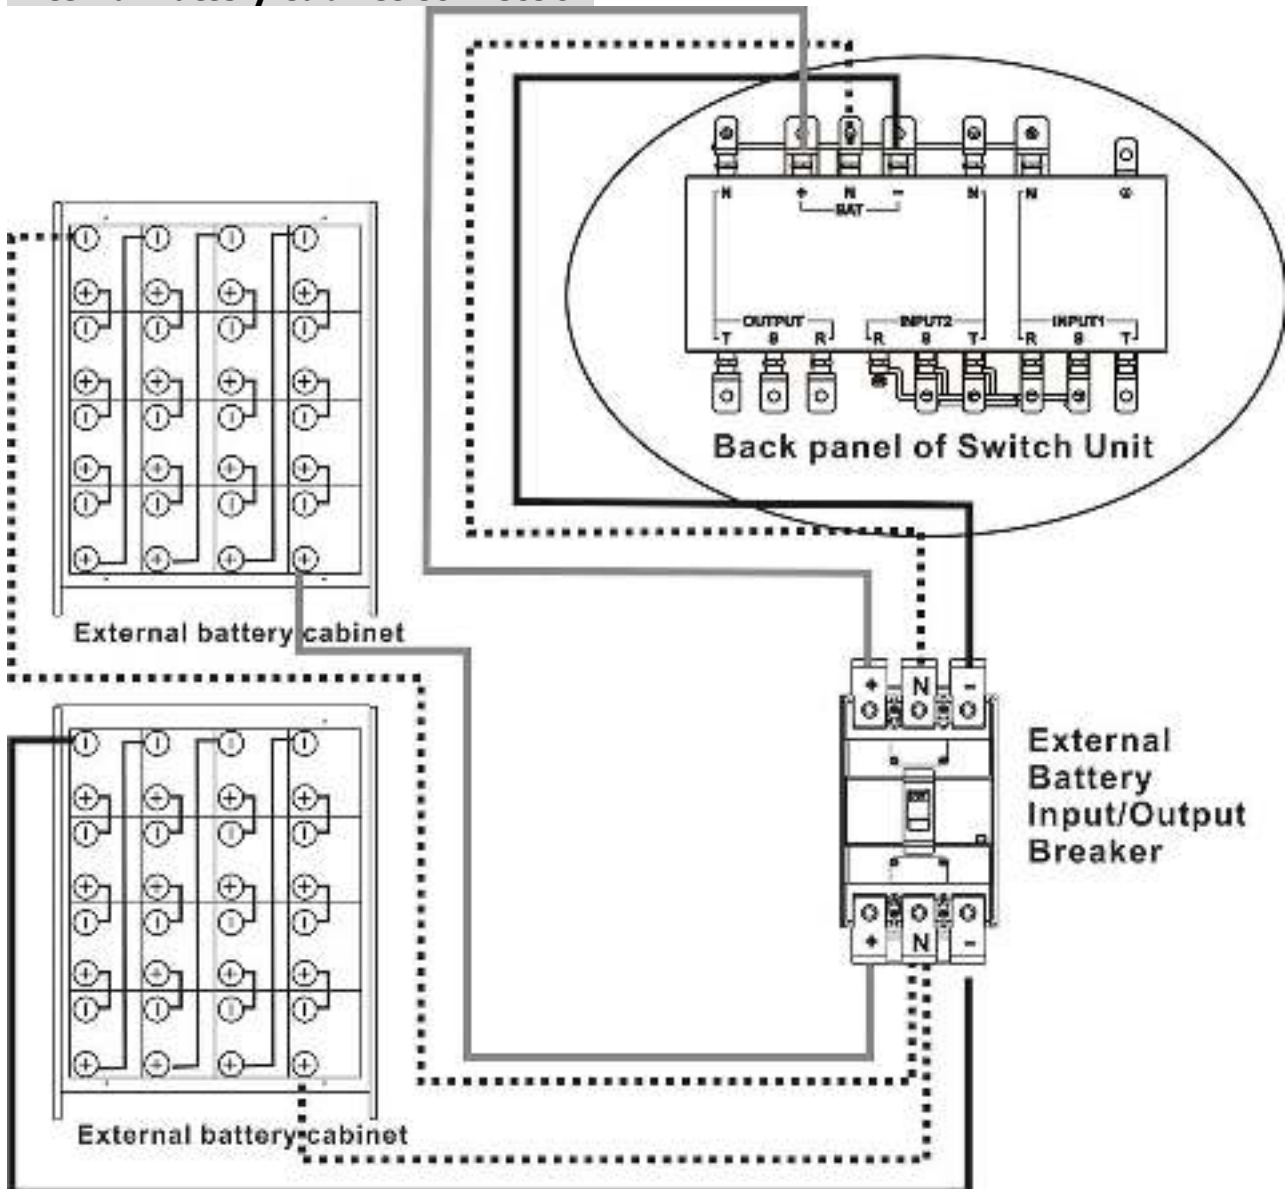 N + N - N N
BAT
OUTPUT INPUT2 INPUT1
T S R R S T R S T
Back panel of Switch Unit
External battery cabinet
+ N -
External
Battery
Input/Output
Breaker
+ N -
External battery cabinet